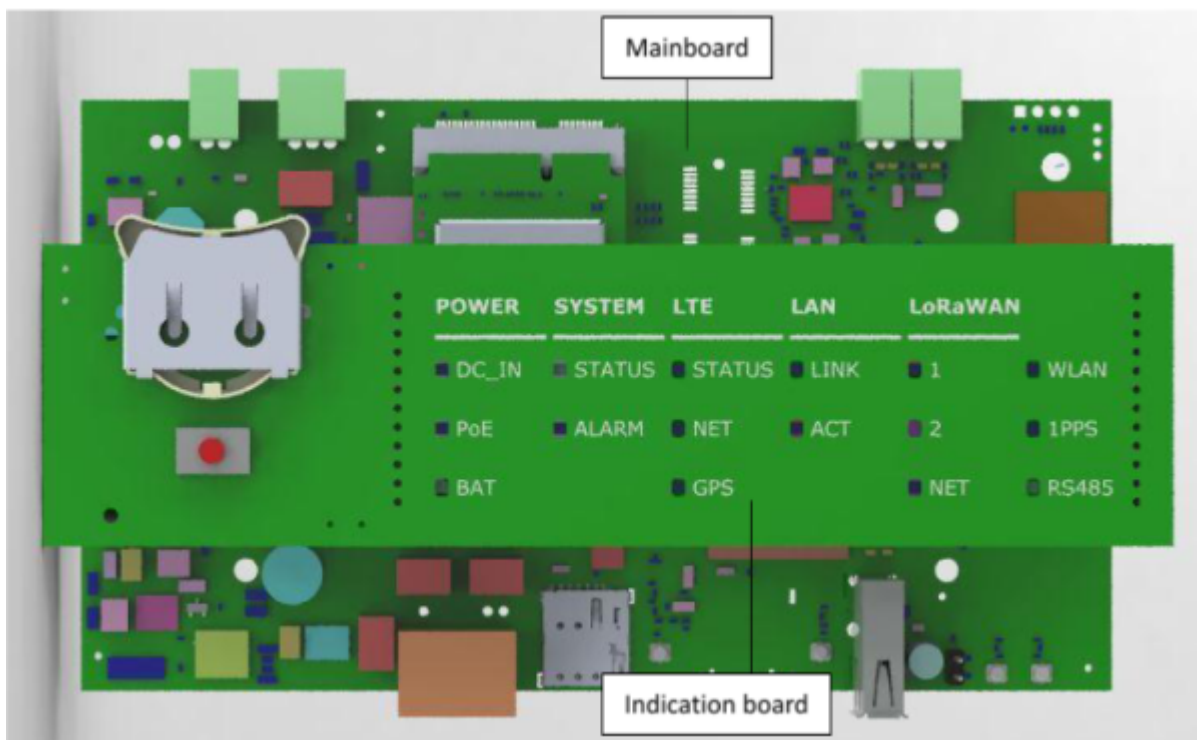 Mainboard
POWER SYSTEM LTE LAN LoRaWAN
DC_IN STATUS STATUS LINK 1 WLAN
PoE ALARM NET ACT 2 1PPS
BAT GPS NET RS485
Indication board